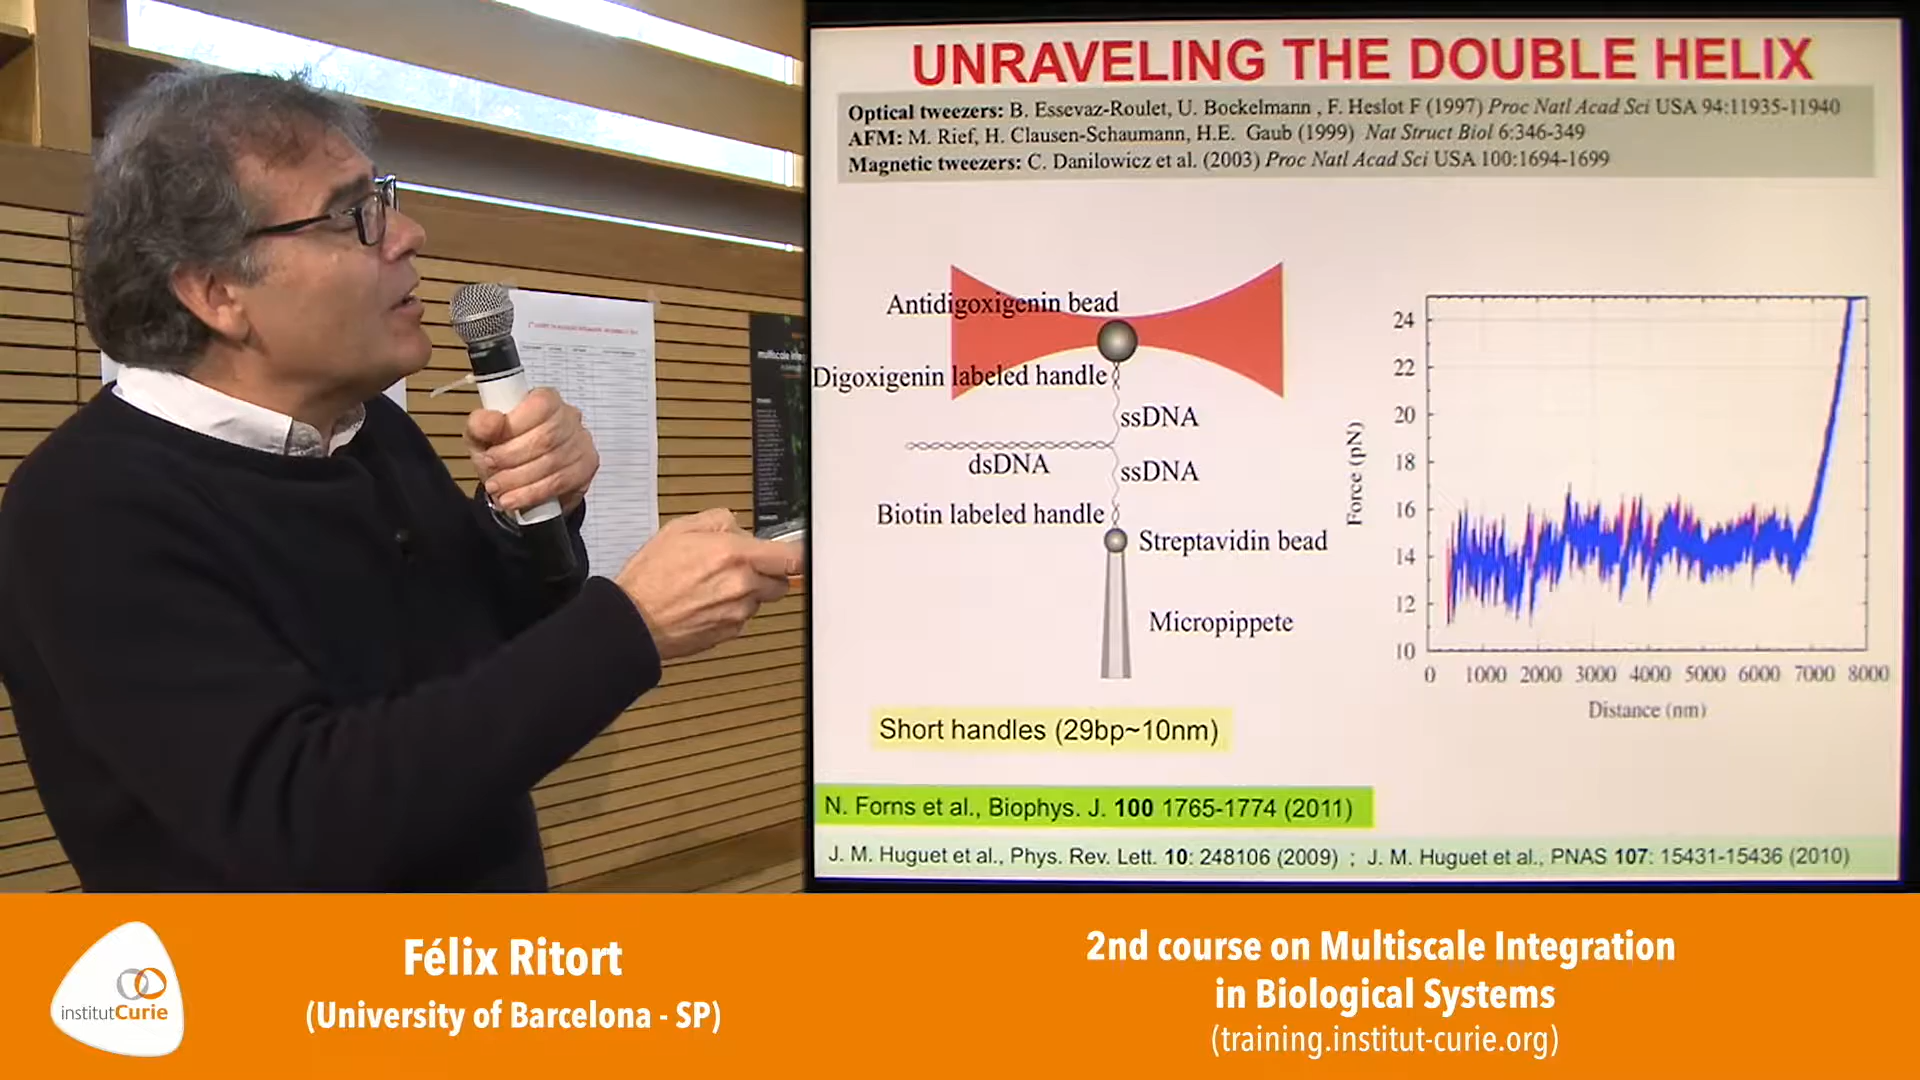 UNRAVELING THE DOUBLE HELIX
Optical tweezers: B. Essevaz-Roulet, U. Bockelmann , F. Heslot F (1997) Proc Natl Acad Sci USA 94:11935-11940
AFM: M. Rief, H. Clausen-Schaumann, H.E. Gaub (1999) Nat Struct Biol 6:346-349
Magnetic tweezers: C. Danilowicz et al. (2003) Proc Natl Acad Sci USA 100:1694-1699
Antidigoxigenin bead
Digoxigenin labeled handle
ssDNA
dsDNA
ssDNA
Biotin labeled handle
Streptavidin bead
Micropippete
Force (pN)
24
22
20
18
16
14
12
10
0 1000 2000 3000 4000 5000 6000 7000 8000
Distance (nm)
Short handles (29bp~10nm)
N. Forns et al., Biophys. J. 100 1765-1774 (2011)
J. M. Huguet et al., Phys. Rev. Lett. 10: 248106 (2009) ; J. M. Huguet et al., PNAS 107: 15431-15436 (2010)
institutCurie
Félix Ritort
(University of Barcelona - SP)
2nd course on Multiscale Integration
in Biological Systems
(training.institut-curie.org)